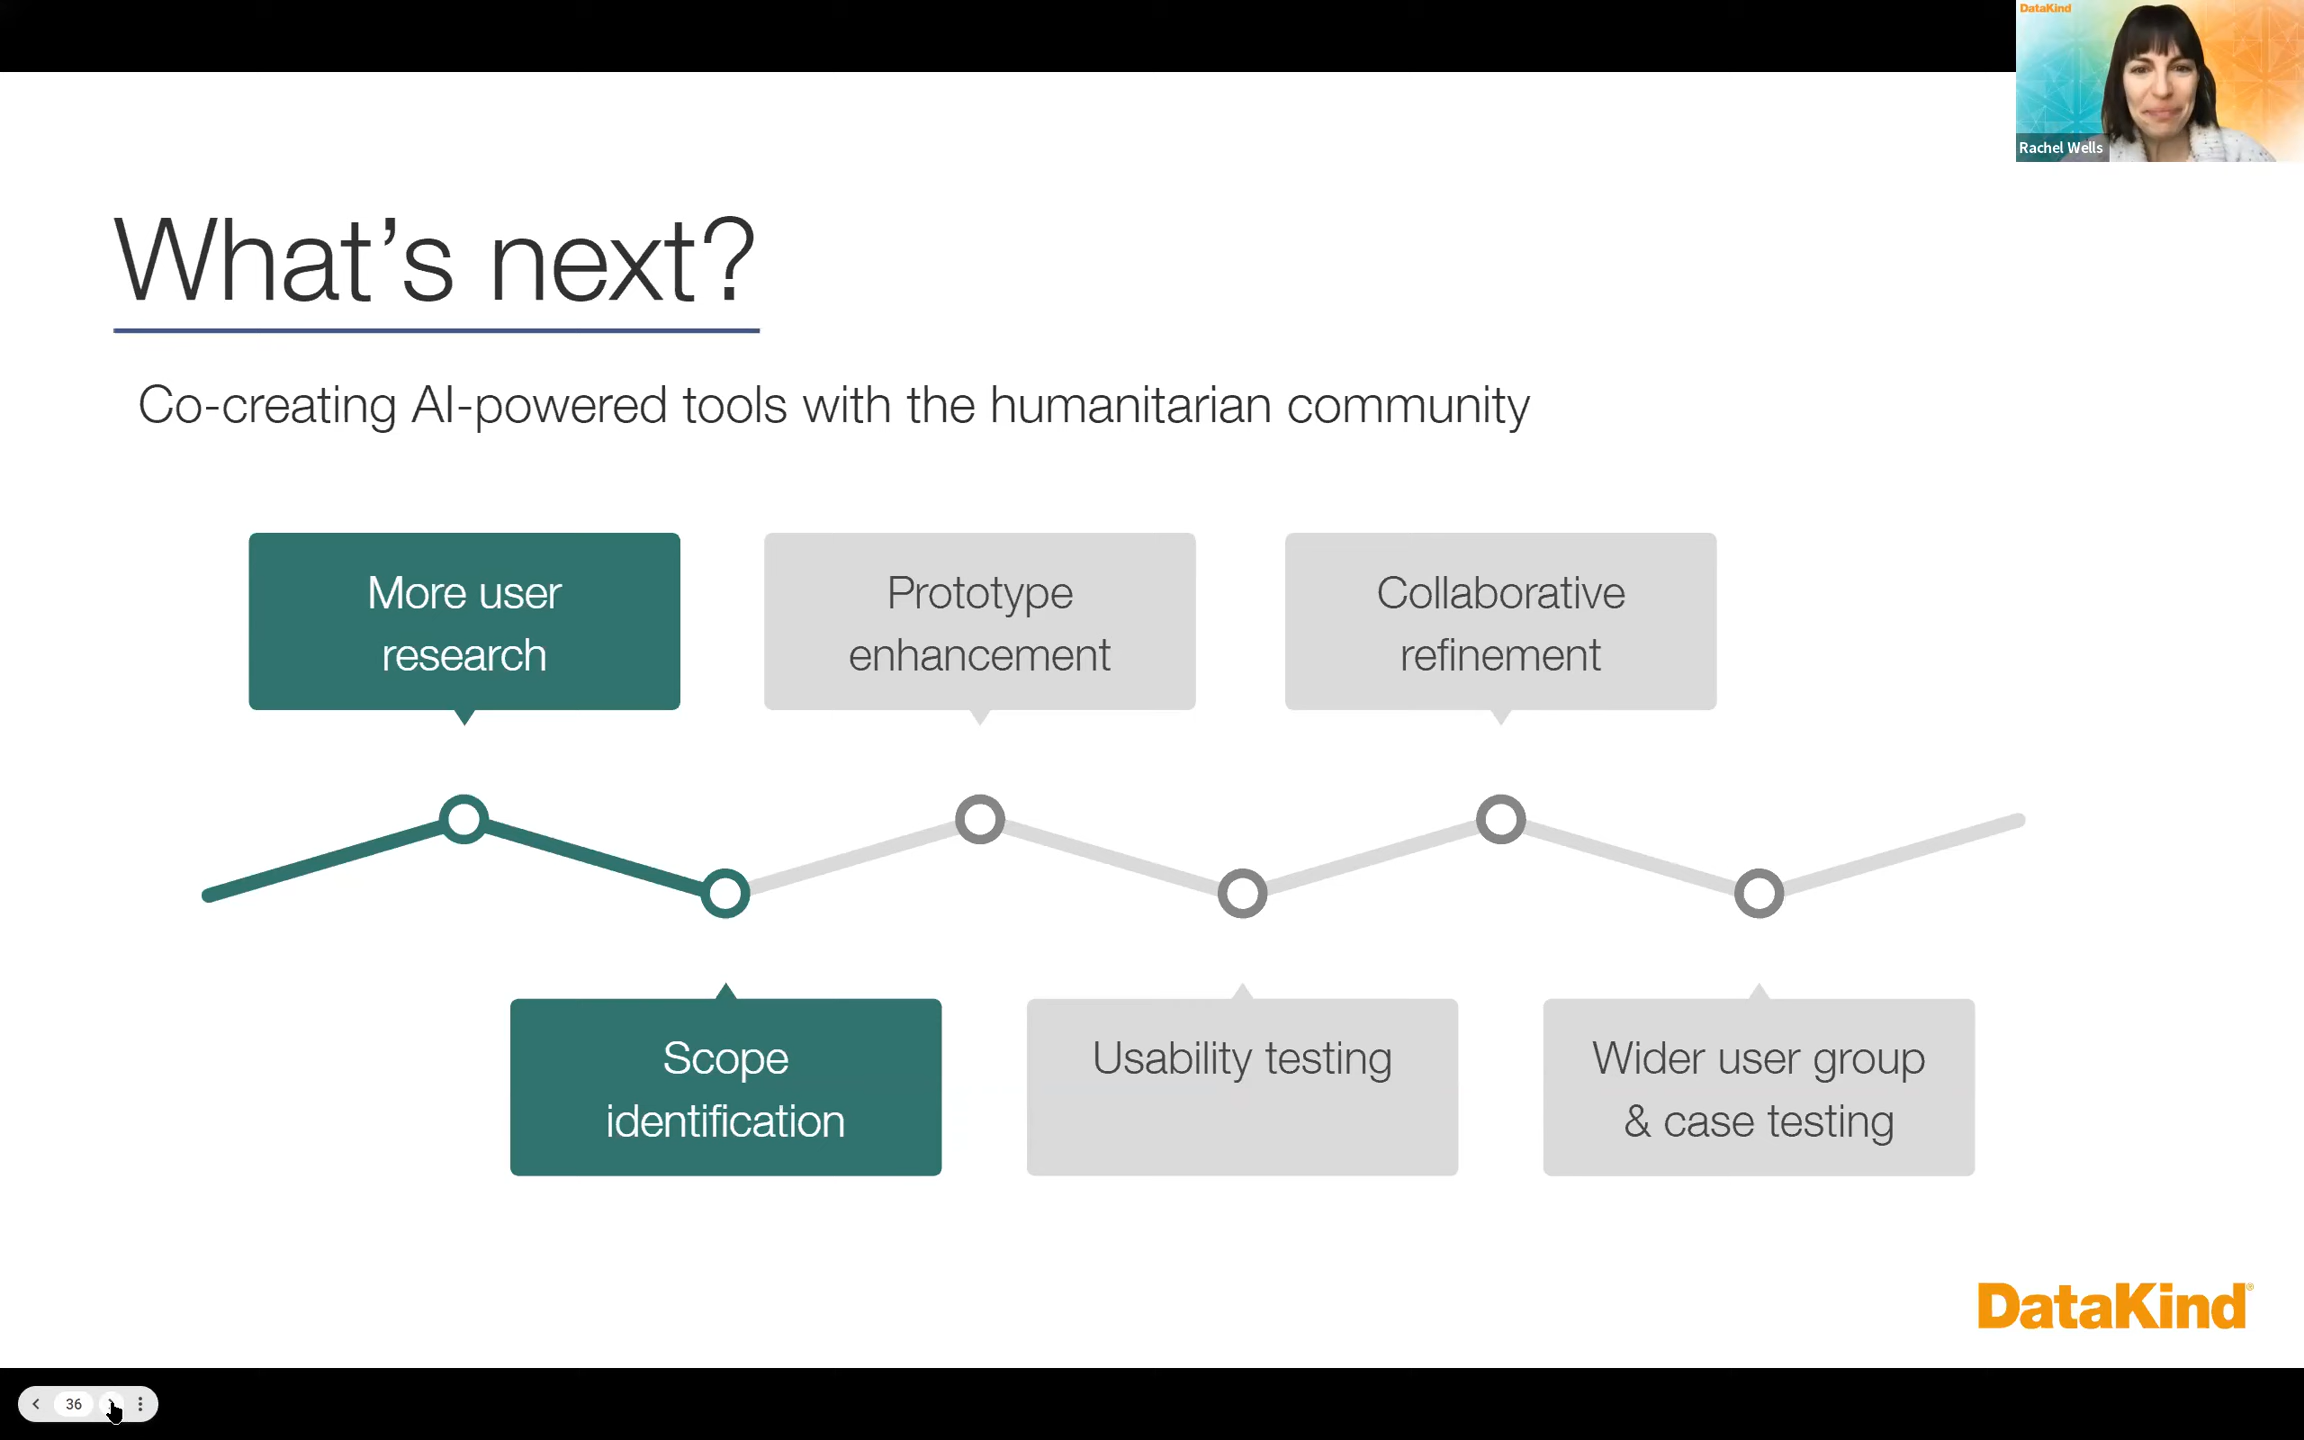 DataKind
Rachel Wells
What's next?
Co-creating AI-powered tools with the humanitarian community
More user
research
Prototype
enhancement
Collaborative
refinement
Scope
identification
Usability testing
Wider user group
& case testing
DataKind®
36